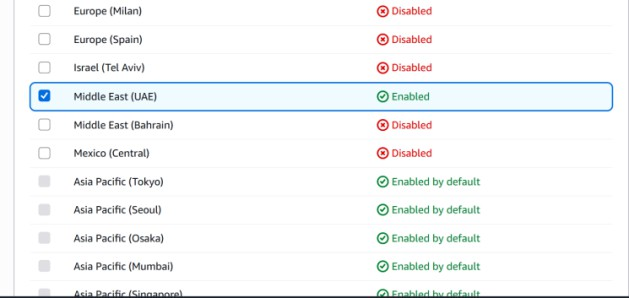 Europe (Milan) Disabled
Europe (Spain) Disabled
Israel (Tel Aviv) Disabled
Middle East (UAE) Enabled
Middle East (Bahrain) Disabled
Mexico (Central) Disabled
Asia Pacific (Tokyo) Enabled by default
Asia Pacific (Seoul) Enabled by default
Asia Pacific (Osaka) Enabled by default
Asia Pacific (Mumbai) Enabled by default
Asia Pacific (Singapore) Enabled by default